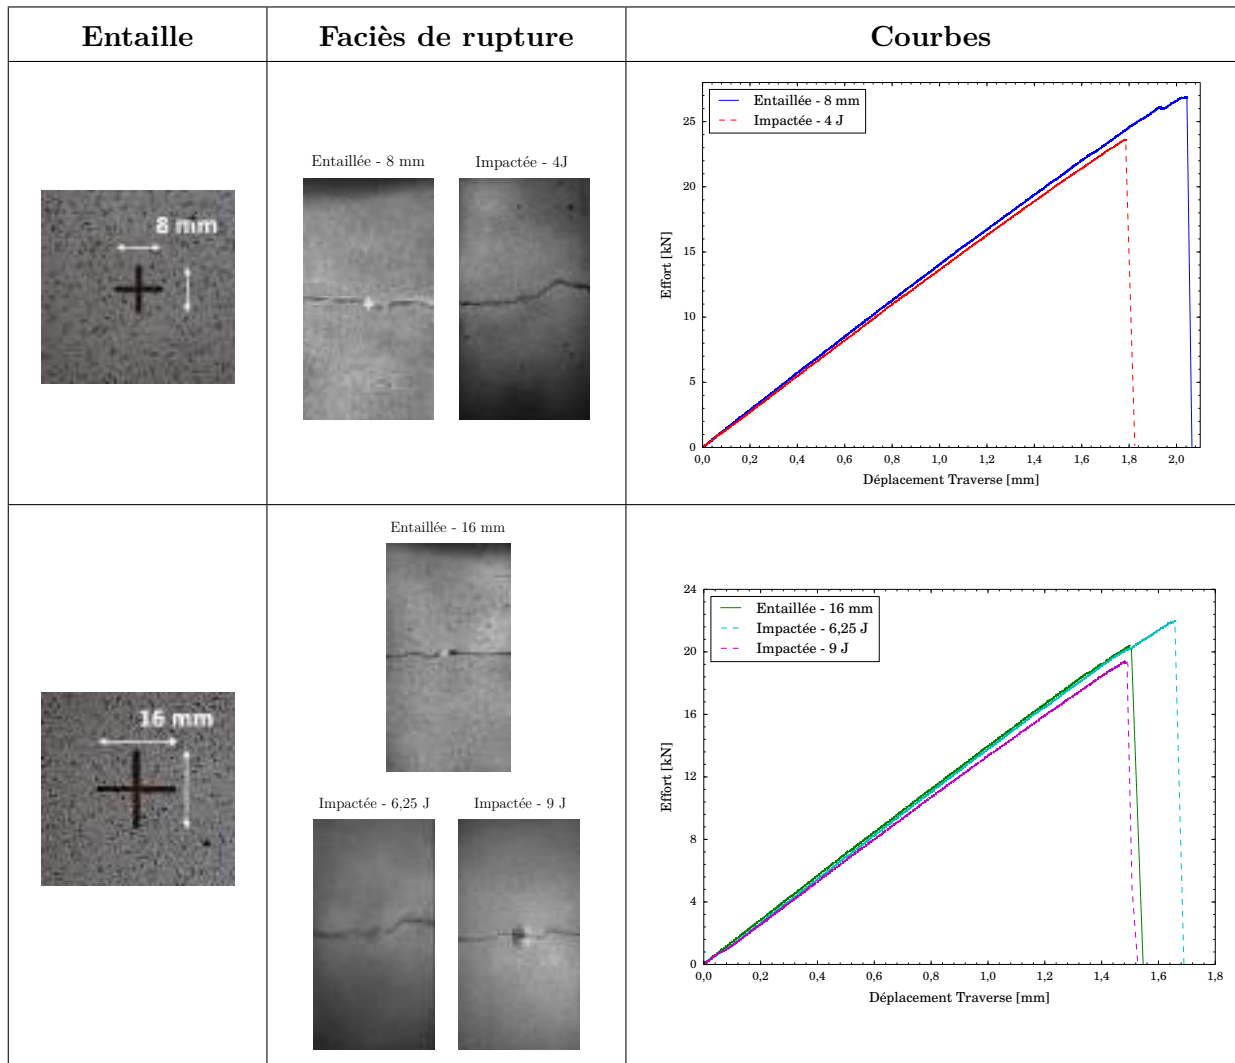 Entaille
Faciès de rupture
Courbes
8 mm
Entaillée - 8 mm
Impactée - 4J
Entaillée - 8 mm
Impactée - 4 J
Effort [kN]
25
20
15
10
5
0
0,0 0,2 0,4 0,6 0,8 1,0 1,2 1,4 1,6 1,8 2,0
Déplacement Traverse [mm]
16 mm
Entaillée - 16 mm
Impactée - 6,25 J
Impactée - 9 J
Entaillée - 16 mm
Impactée - 6,25 J
Impactée - 9 J
Effort [kN]
24
20
16
12
8
4
0
0,0 0,2 0,4 0,6 0,8 1,0 1,2 1,4 1,6 1,8
Déplacement Traverse [mm]